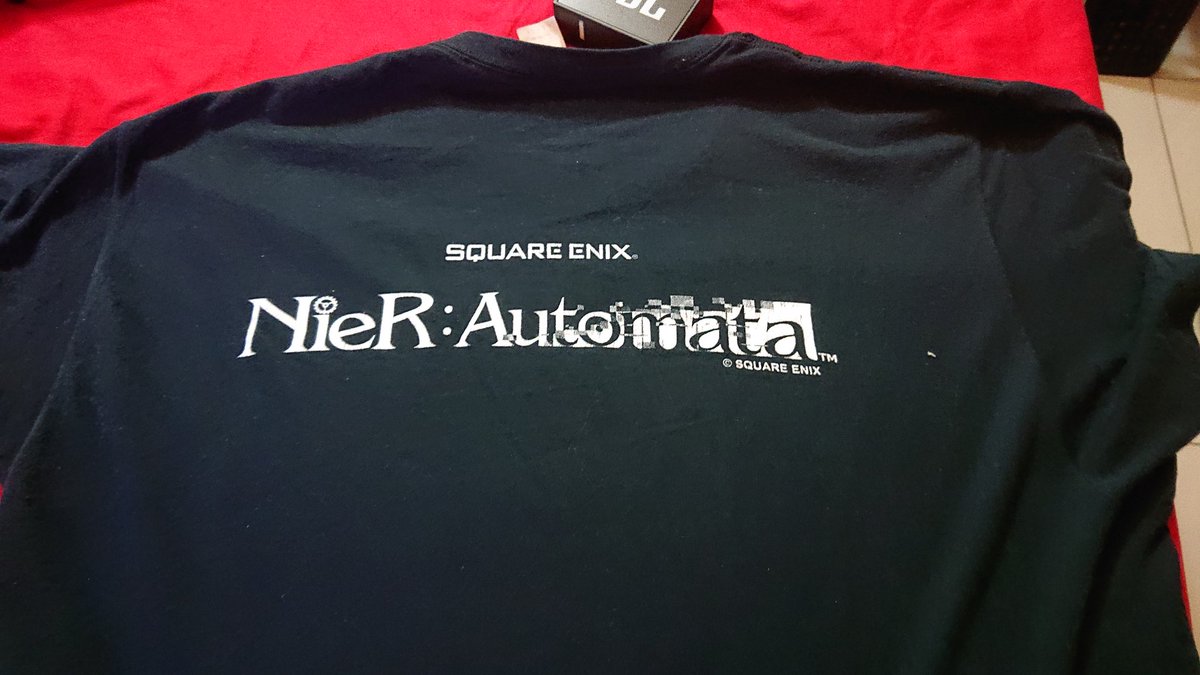 SQUARE ENIX®
NieR:Automata™
© SQUARE ENIX